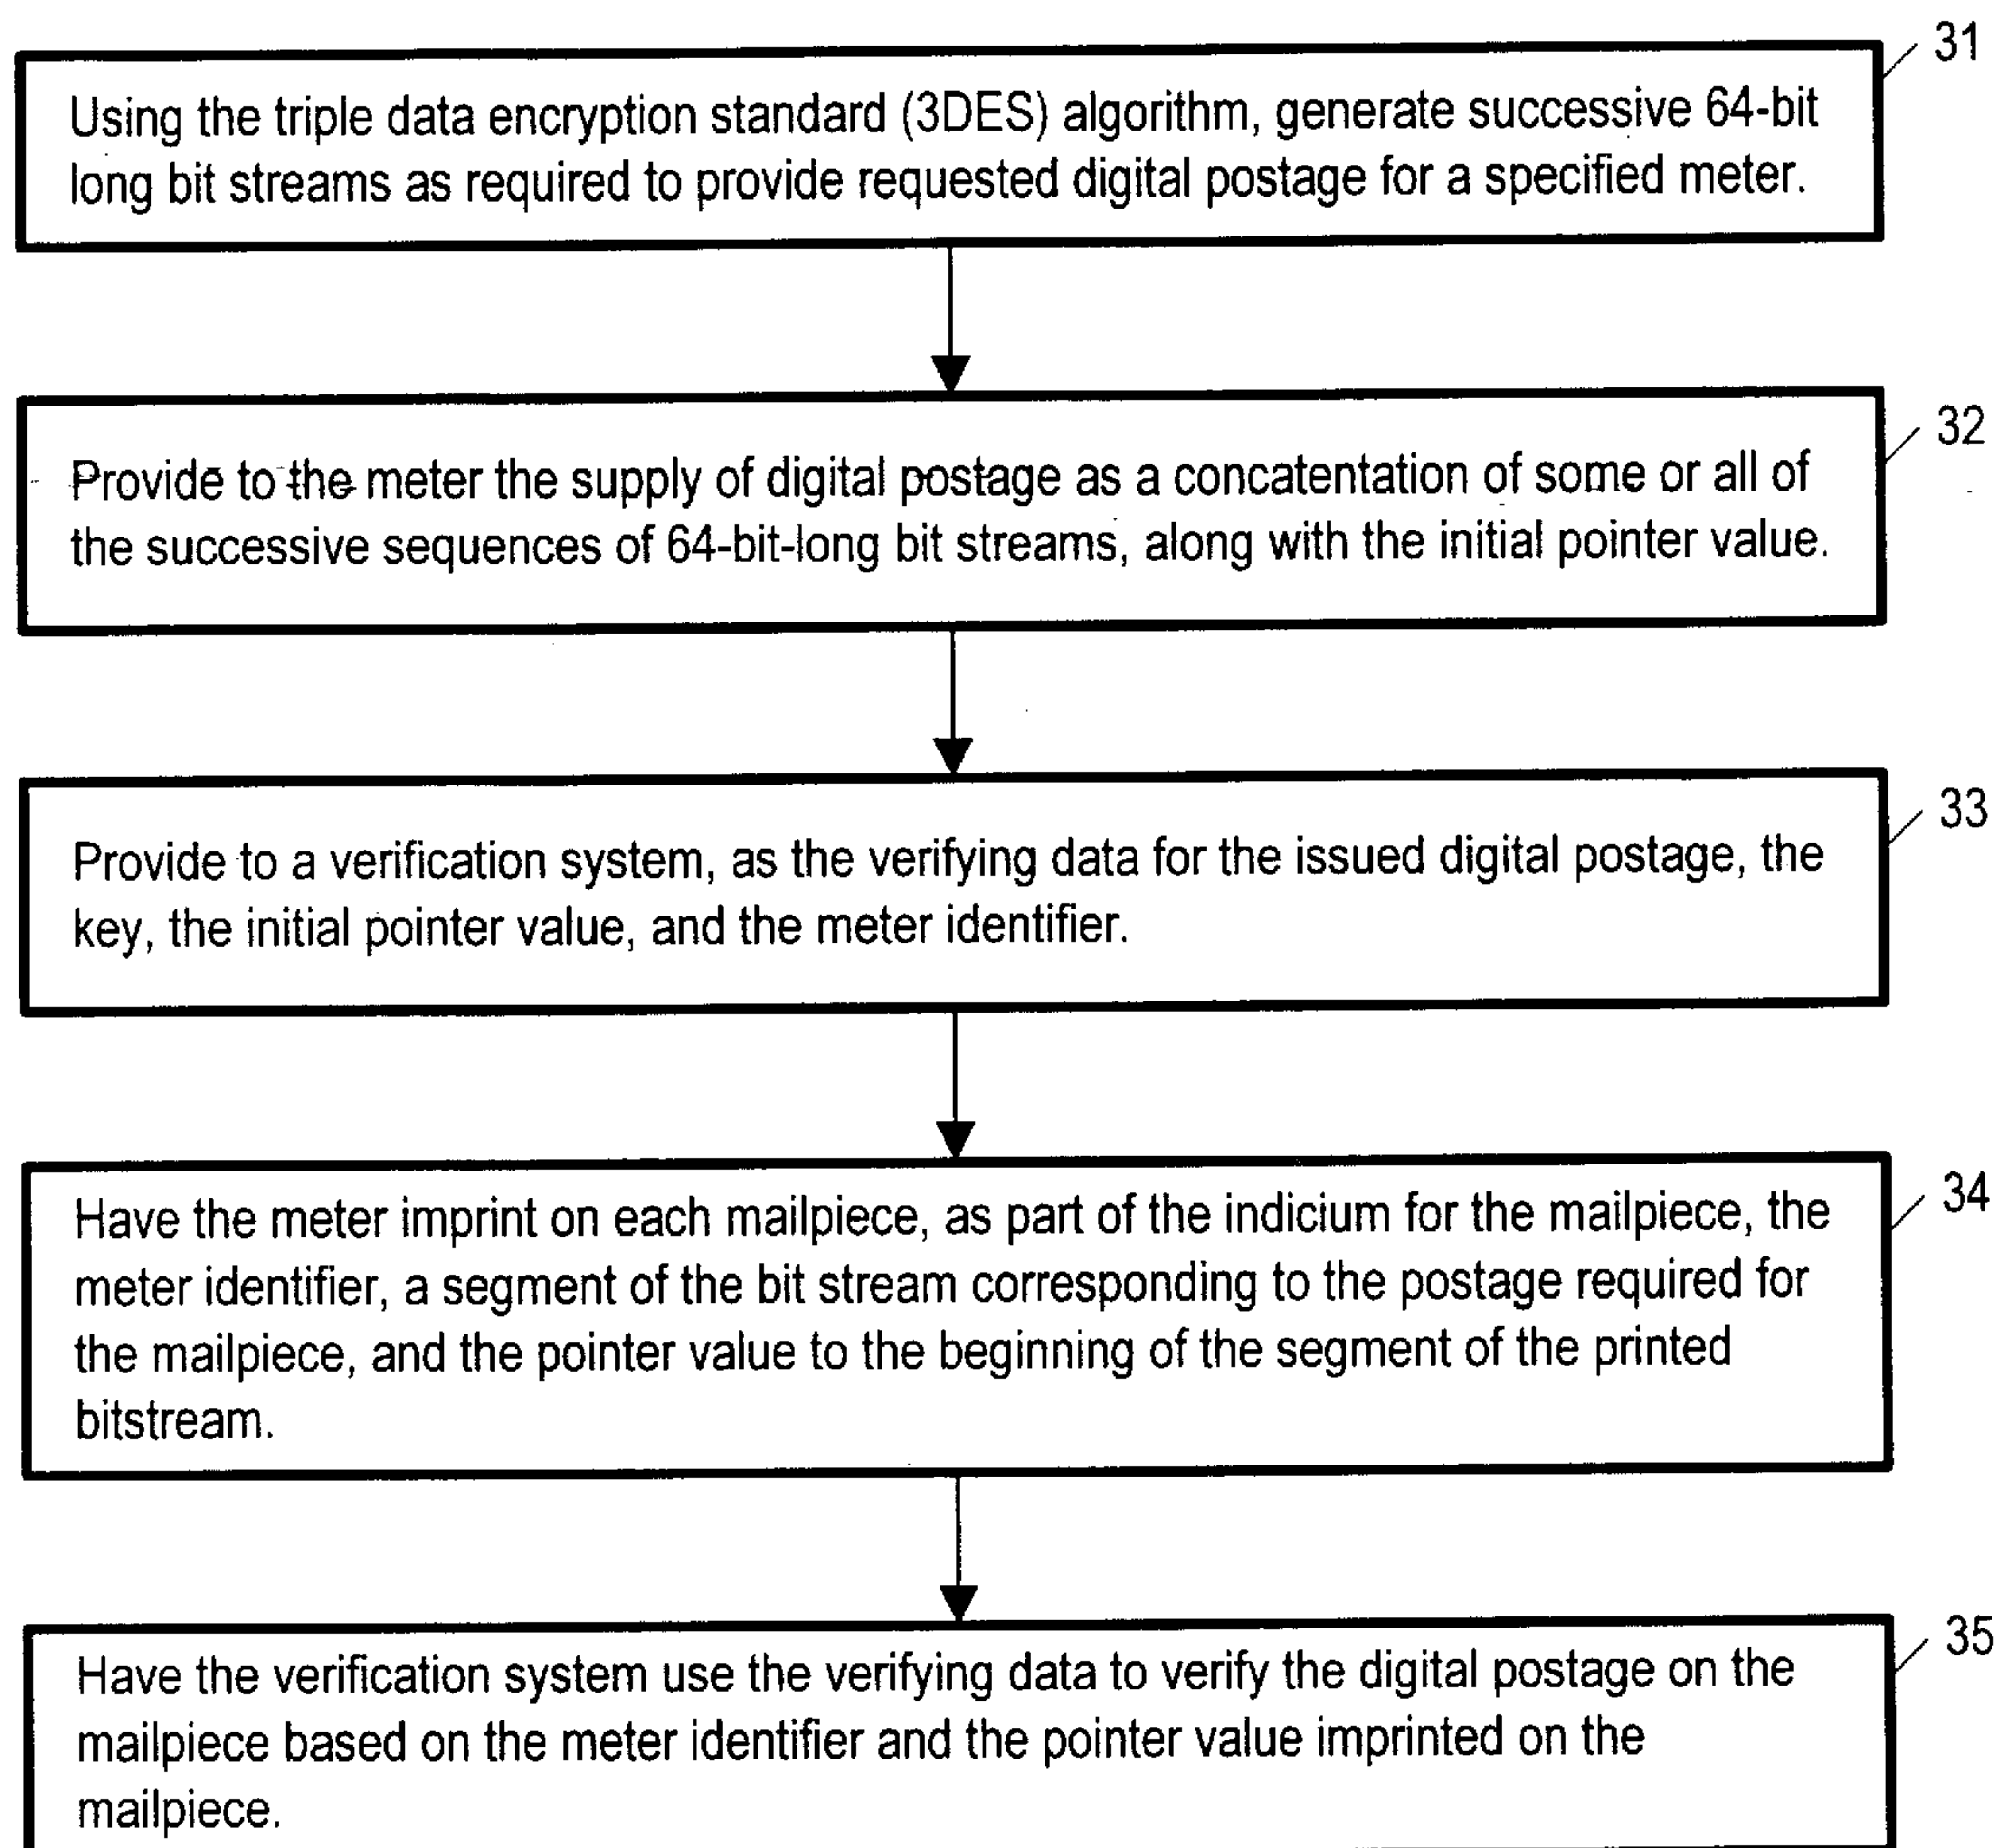 31
Using the triple data encryption standard (3DES) algorithm, generate successive 64-bit
long bit streams as required to provide requested digital postage for a specified meter.
32
Provide to the meter the supply of digital postage as a concatentation of some or all of
the successive sequences of 64-bit-long bit streams, along with the initial pointer value.
33
Provide to a verification system, as the verifying data for the issued digital postage, the
key, the initial pointer value, and the meter identifier.
34
Have the meter imprint on each mailpiece, as part of the indicium for the mailpiece, the
meter identifier, a segment of the bit stream corresponding to the postage required for
the mailpiece, and the pointer value to the beginning of the segment of the printed
bitstream.
35
Have the verification system use the verifying data to verify the digital postage on the
mailpiece based on the meter identifier and the pointer value imprinted on the
mailpiece.